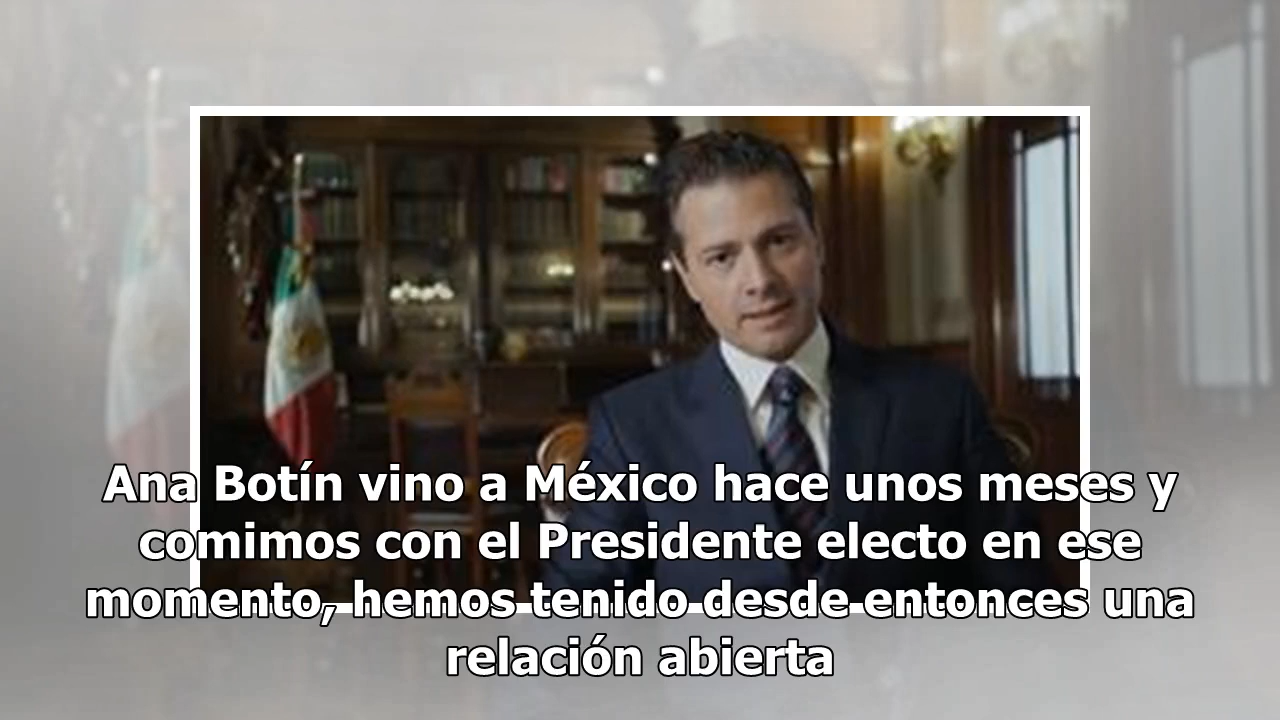 Ana Botín vino a México hace unos meses y
comimos con el Presidente electo en ese
momento, hemos tenido desde entonces una
relación abierta